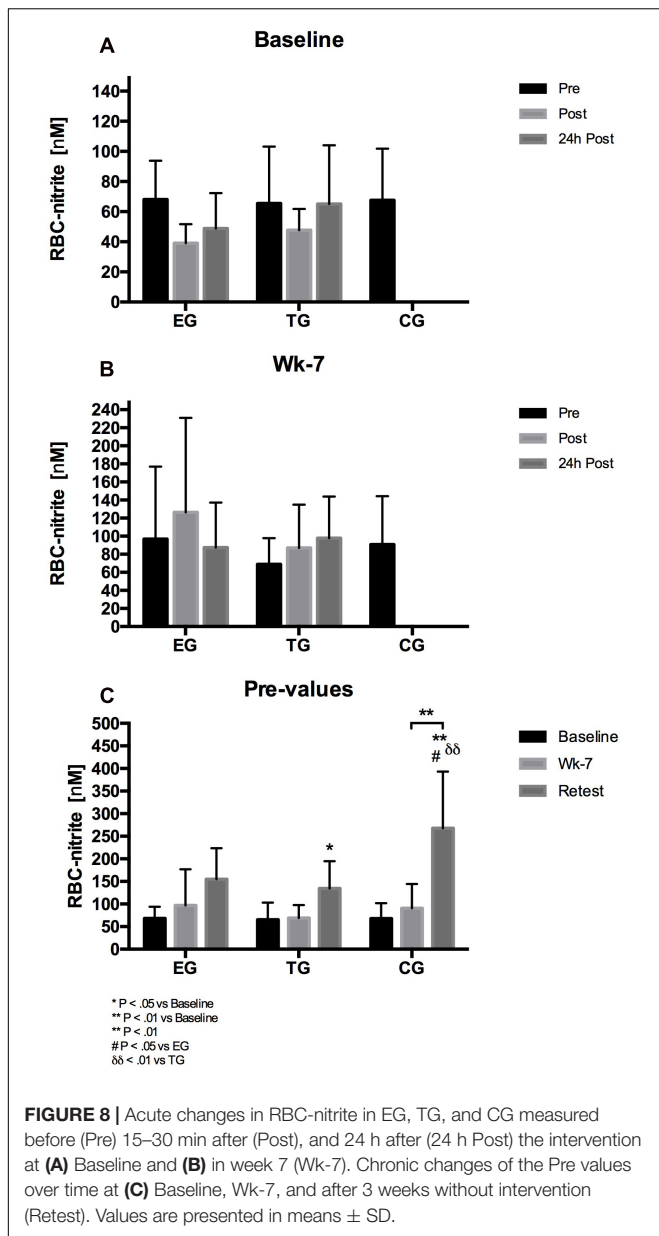 A
Baseline
RBC-nitrite [nM]
140
120
100
80
60
40
20
0
EG
TG
CG
Pre
Post
24h Post
B
Wk-7
RBC-nitrite [nM]
240
220
200
180
160
140
120
100
80
60
40
20
0
EG
TG
CG
Pre
Post
24h Post
C
Pre-values
RBC-nitrite [nM]
500
450
400
350
300
250
200
150
100
50
0
*
**
**
# δδ
EG
TG
CG
Baseline
Wk-7
Retest
* P < .05 vs Baseline
** P < .01 vs Baseline
** P < .01
# P < .05 vs EG
δδ < .01 vs TG
FIGURE 8 | Acute changes in RBC-nitrite in EG, TG, and CG measured
before (Pre) 15–30 min after (Post), and 24 h after (24 h Post) the intervention
at (A) Baseline and (B) in week 7 (Wk-7). Chronic changes of the Pre values
over time at (C) Baseline, Wk-7, and after 3 weeks without intervention
(Retest). Values are presented in means ± SD.